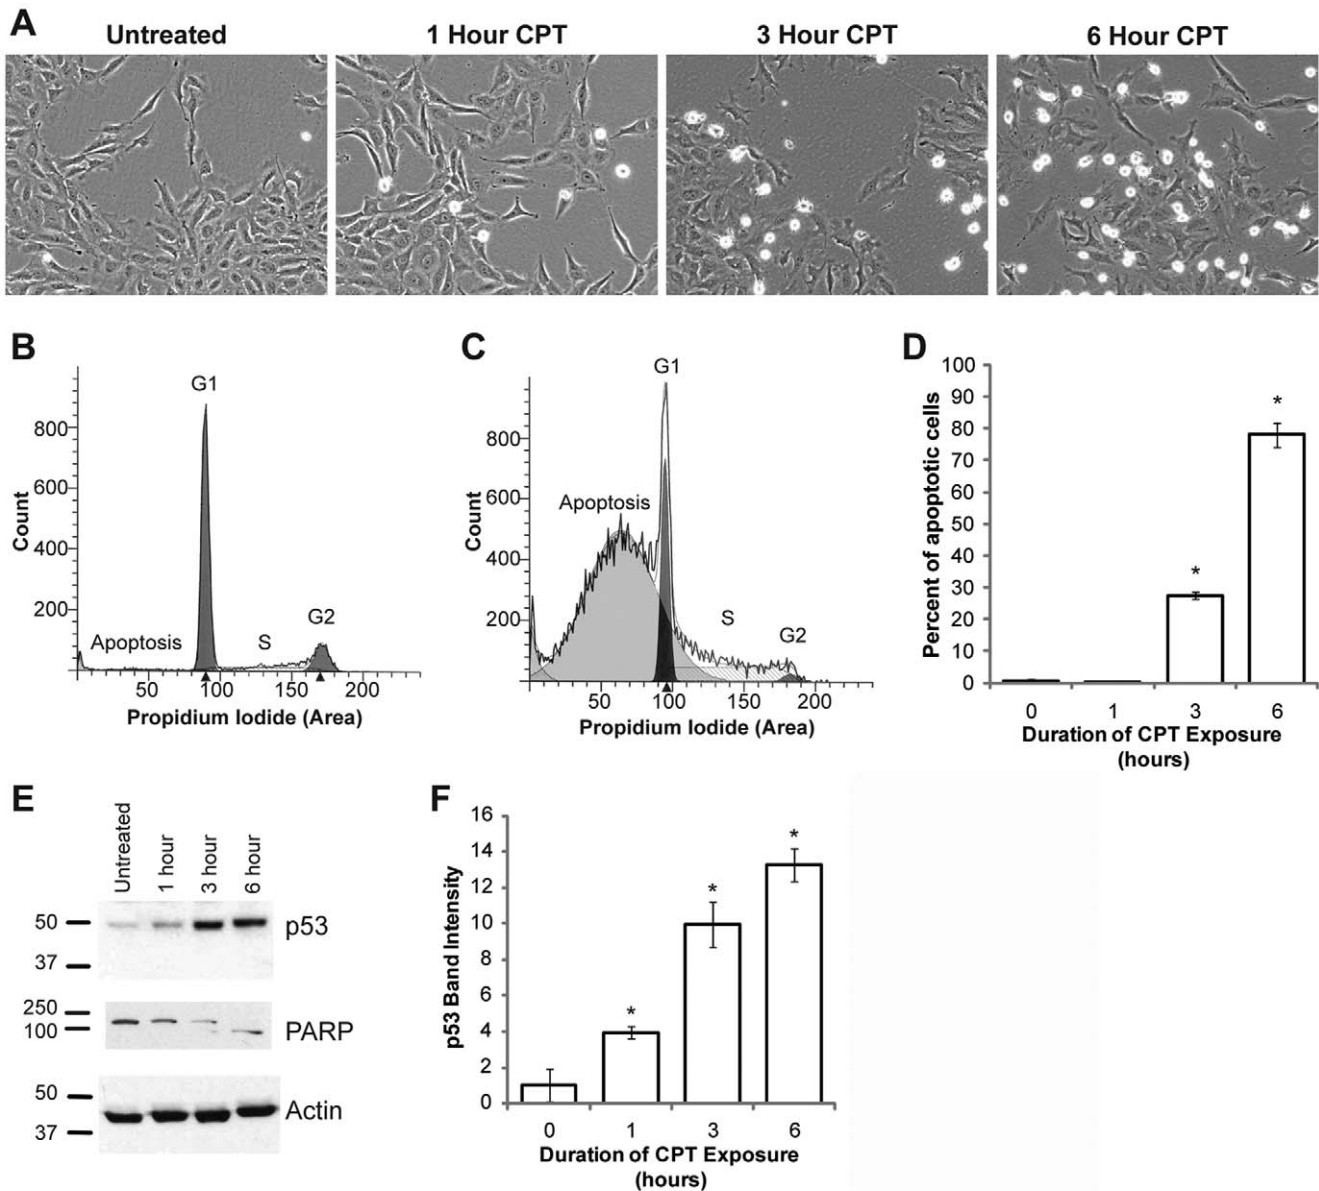 A
Untreated
1 Hour CPT
3 Hour CPT
6 Hour CPT
B
G1
800
600
400
200
Count
Apoptosis
S
G2
50
100
150
200
Propidium Iodide (Area)
C
G1
800
600
400
200
Count
Apoptosis
S
G2
50
100
150
200
Propidium Iodide (Area)
D
100
90
80
70
60
50
40
30
20
10
0
Percent of apoptotic cells
*
*
0
1
3
6
Duration of CPT Exposure
(hours)
E
Untreated
1 hour
3 hour
6 hour
50
37
p53
250
100
PARP
50
37
Actin
F
16
14
12
10
8
6
4
2
0
p53 Band Intensity
*
*
*
0
1
3
6
Duration of CPT Exposure
(hours)